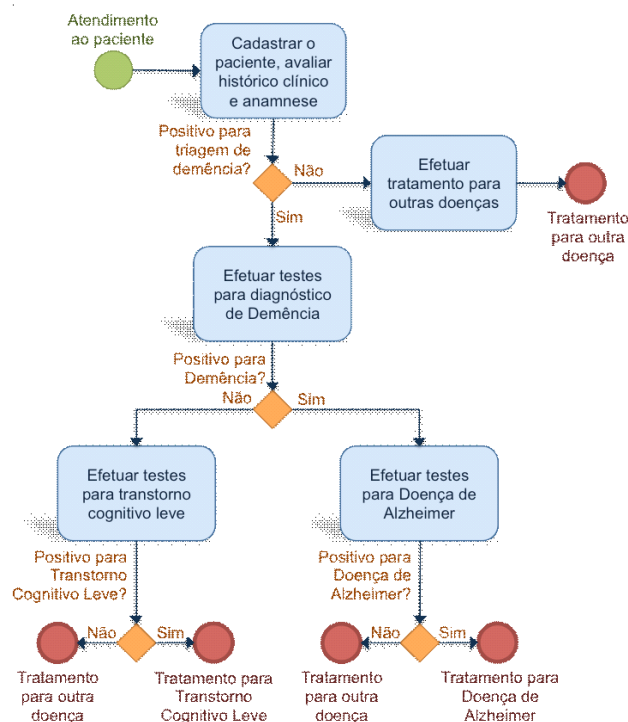 Atendimento
ao paciente
Cadastrar o
paciente, avaliar
histórico clínico
e anamnese
Positivo para
triagem de
demência?
Não
Sim
Efetuar
tratamento para
outras doenças
Tratamento
para outra
doença
Efetuar testes
para diagnóstico
de Demência
Positivo para
Demência?
Não
Sim
Efetuar testes
para transtorno
cognitivo leve
Efetuar testes
para Doença de
Alzheimer
Positivo para
Transtorno
Cognitivo Leve?
Positivo para
Doença de
Alzheimer?
Não
Sim
Não
Sim
Tratamento
para outra
doença
Tratamento para
Transtorno
Cognitivo Leve
Tratamento
para outra
doença
Tratamento para
Doença de
Alzheimer